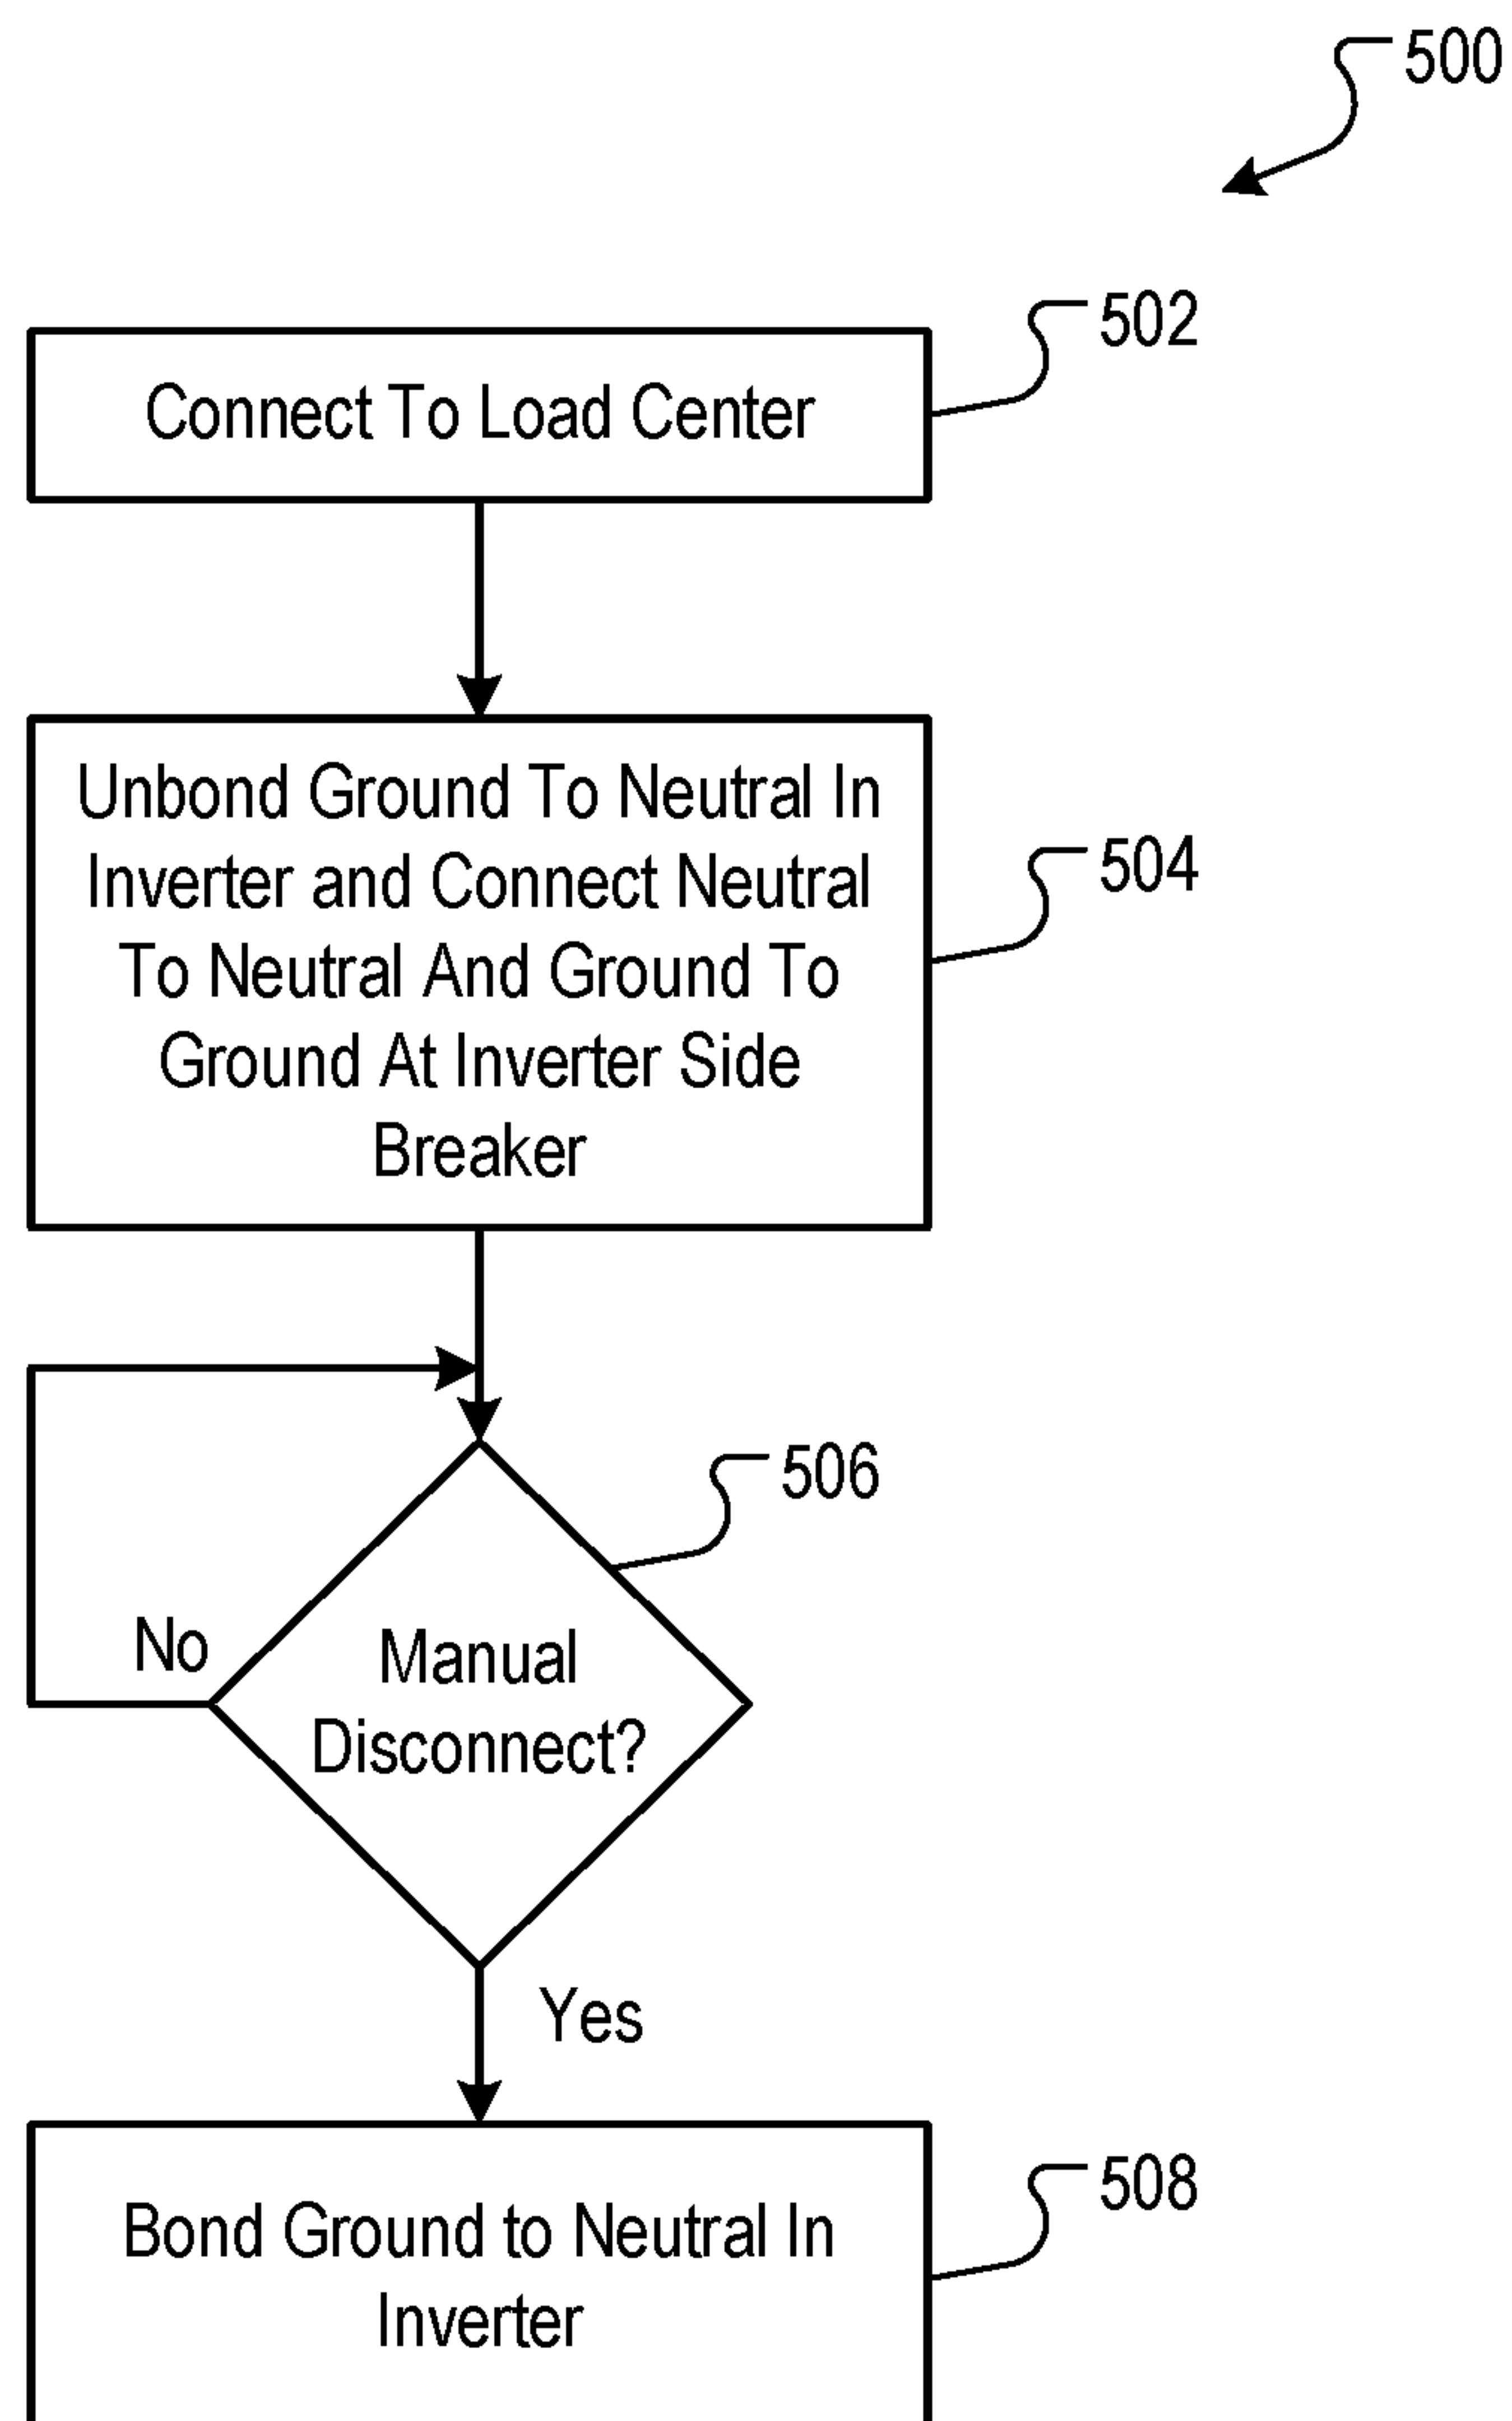 500
502
Connect To Load Center
Unbond Ground To Neutral In
Inverter and Connect Neutral
To Neutral And Ground To
Ground At Inverter Side
Breaker
504
506
No
Manual
Disconnect?
Yes
508
Bond Ground to Neutral In
Inverter